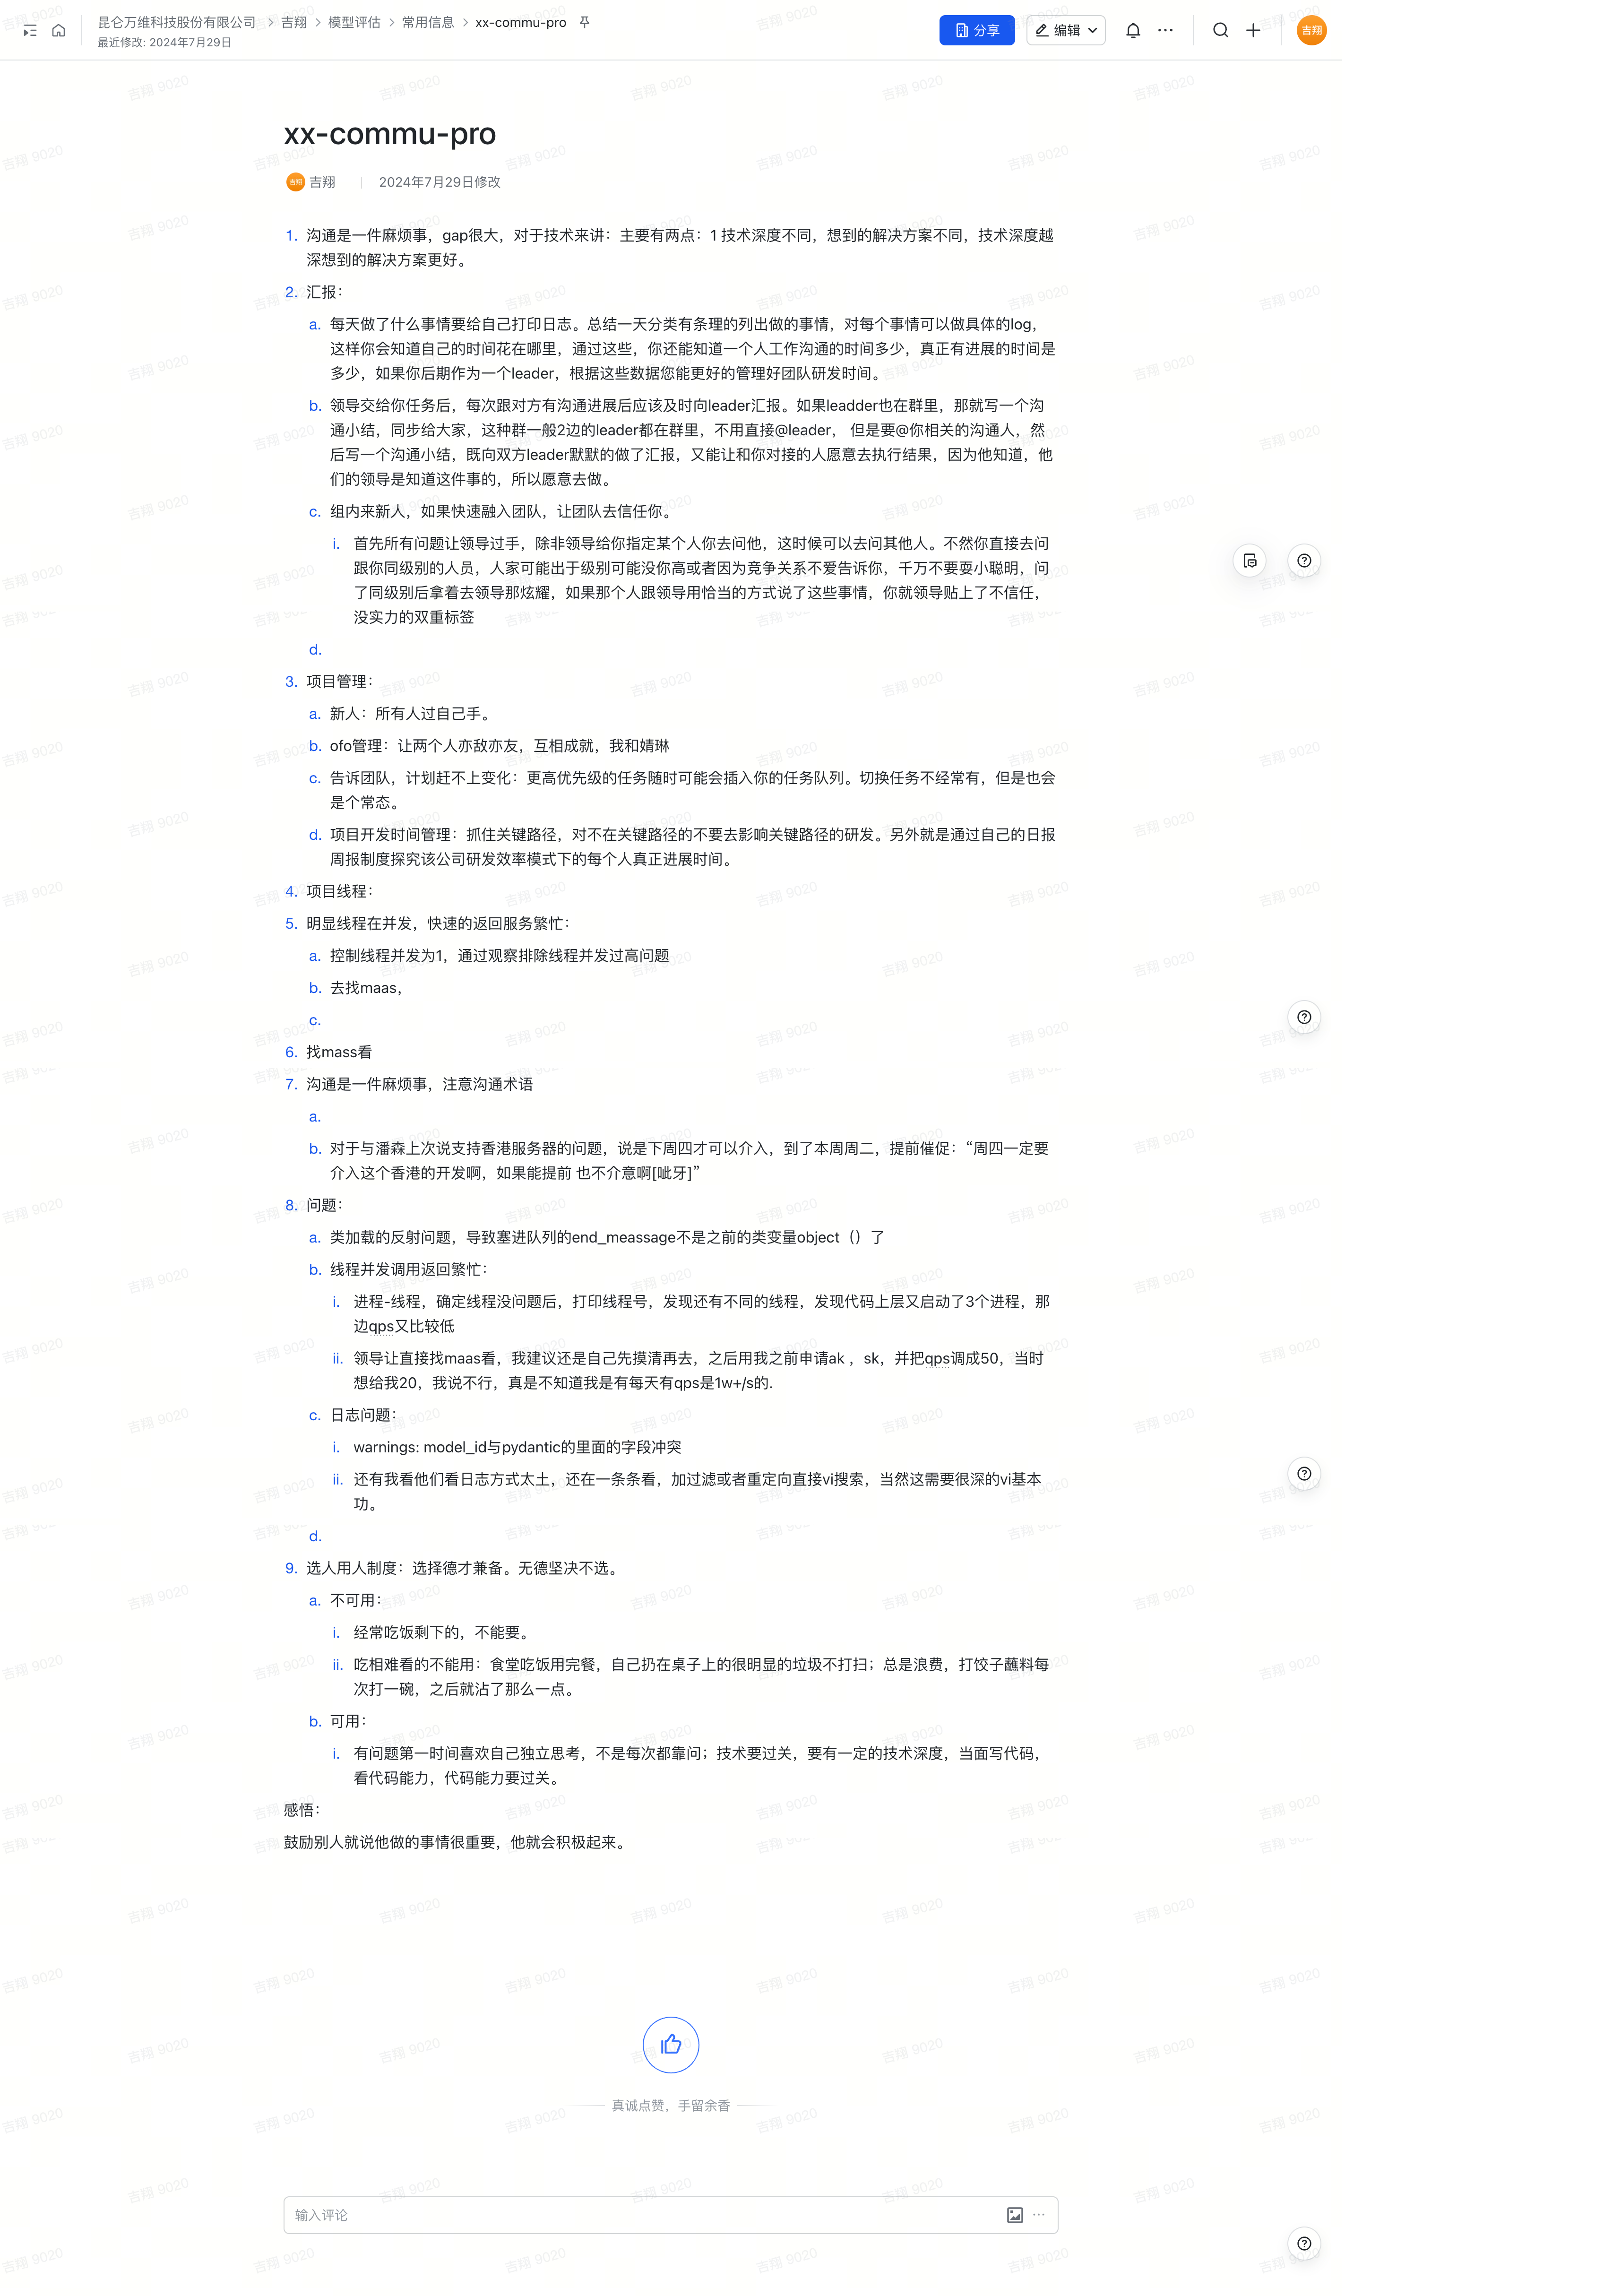 昆仑万维科技股份有限公司 > 吉翔 > 模型评估 > 常用信息 > xx-commu-pro
最近修改: 2024年7月29日
分享
编辑
吉翔
xx-commu-pro
吉翔 吉翔 | 2024年7月29日修改
1. 沟通是一件麻烦事，gap很大，对于技术来讲：主要有两点：1 技术深度不同，想到的解决方案不同，技术深度越
深想到的解决方案更好。
2. 汇报：
a. 每天做了什么事情要给自己打印日志。总结一天分类有条理的列出做的事情，对每个事情可以做具体的log，
这样你会知道自己的时间花在哪里，通过这些，你还能知道一个人工作沟通的时间多少，真正有进展的时间是
多少，如果你后期作为一个leader，根据这些数据您能更好的管理好团队研发时间。
b. 领导交给你任务后，每次跟对方有沟通进展后应该及时向leader汇报。如果leadder也在群里，那就写一个沟
通小结，同步给大家，这种群一般2边的leader都在群里，不用直接@leader， 但是要@你相关的沟通人，然
后写一个沟通小结，既向双方leader默默的做了汇报，又能让和你对接的人愿意去执行结果，因为他知道，他
们的领导是知道这件事的，所以愿意去做。
c. 组内来新人，如果快速融入团队，让团队去信任你。
i. 首先所有问题让领导过手，除非领导给你指定某个人你去问他，这时候可以去问其他人。不然你直接去问
跟你同级别的人员，人家可能出于级别可能没你高或者因为竞争关系不爱告诉你，千万不要耍小聪明，问
了同级别后拿着去领导那炫耀，如果那个人跟领导用恰当的方式说了这些事情，你就领导贴上了不信任，
没实力的双重标签
d.
3. 项目管理：
a. 新人：所有人过自己手。
b. ofo管理：让两个人亦敌亦友，互相成就，我和婧琳
c. 告诉团队，计划赶不上变化：更高优先级的任务随时可能会插入你的任务队列。切换任务不经常有，但是也会
是个常态。
d. 项目开发时间管理：抓住关键路径，对不在关键路径的不要去影响关键路径的研发。另外就是通过自己的日报
周报制度探究该公司研发效率模式下的每个人真正进展时间。
4. 项目线程：
5. 明显线程在并发，快速的返回服务繁忙：
a. 控制线程并发为1，通过观察排除线程并发过高问题
b. 去找maas，
c.
6. 找mass看
7. 沟通是一件麻烦事，注意沟通术语
a.
b. 对于与潘森上次说支持香港服务器的问题，说是下周四才可以介入，到了本周周二，提前催促：“周四一定要
介入这个香港的开发啊，如果能提前 也不介意啊[呲牙]”
8. 问题：
a. 类加载的反射问题，导致塞进队列的end_meassage不是之前的类变量object（）了
b. 线程并发调用返回繁忙：
i. 进程-线程，确定线程没问题后，打印线程号，发现还有不同的线程，发现代码上层又启动了3个进程，那
边qps又比较低
ii. 领导让直接找maas看，我建议还是自己先摸清再去，之后用我之前申请ak ，sk，并把qps调成50，当时
想给我20，我说不行，真是不知道我是有每天有qps是1w+/s的.
c. 日志问题：
i. warnings: model_id与pydantic的里面的字段冲突
ii. 还有我看他们看日志方式太土，还在一条条看，加过滤或者重定向直接vi搜索，当然这需要很深的vi基本
功。
d.
9. 选人用人制度：选择德才兼备。无德坚决不选。
a. 不可用：
i. 经常吃饭剩下的，不能要。
ii. 吃相难看的不能用：食堂吃饭用完餐，自己扔在桌子上的很明显的垃圾不打扫；总是浪费，打饺子蘸料每
次打一碗，之后就沾了那么一点。
b. 可用：
i. 有问题第一时间喜欢自己独立思考，不是每次都靠问；技术要过关，要有一定的技术深度，当面写代码，
看代码能力，代码能力要过关。
感悟：
鼓励别人就说他做的事情很重要，他就会积极起来。
真诚点赞，手留余香
输入评论
吉翔 9020